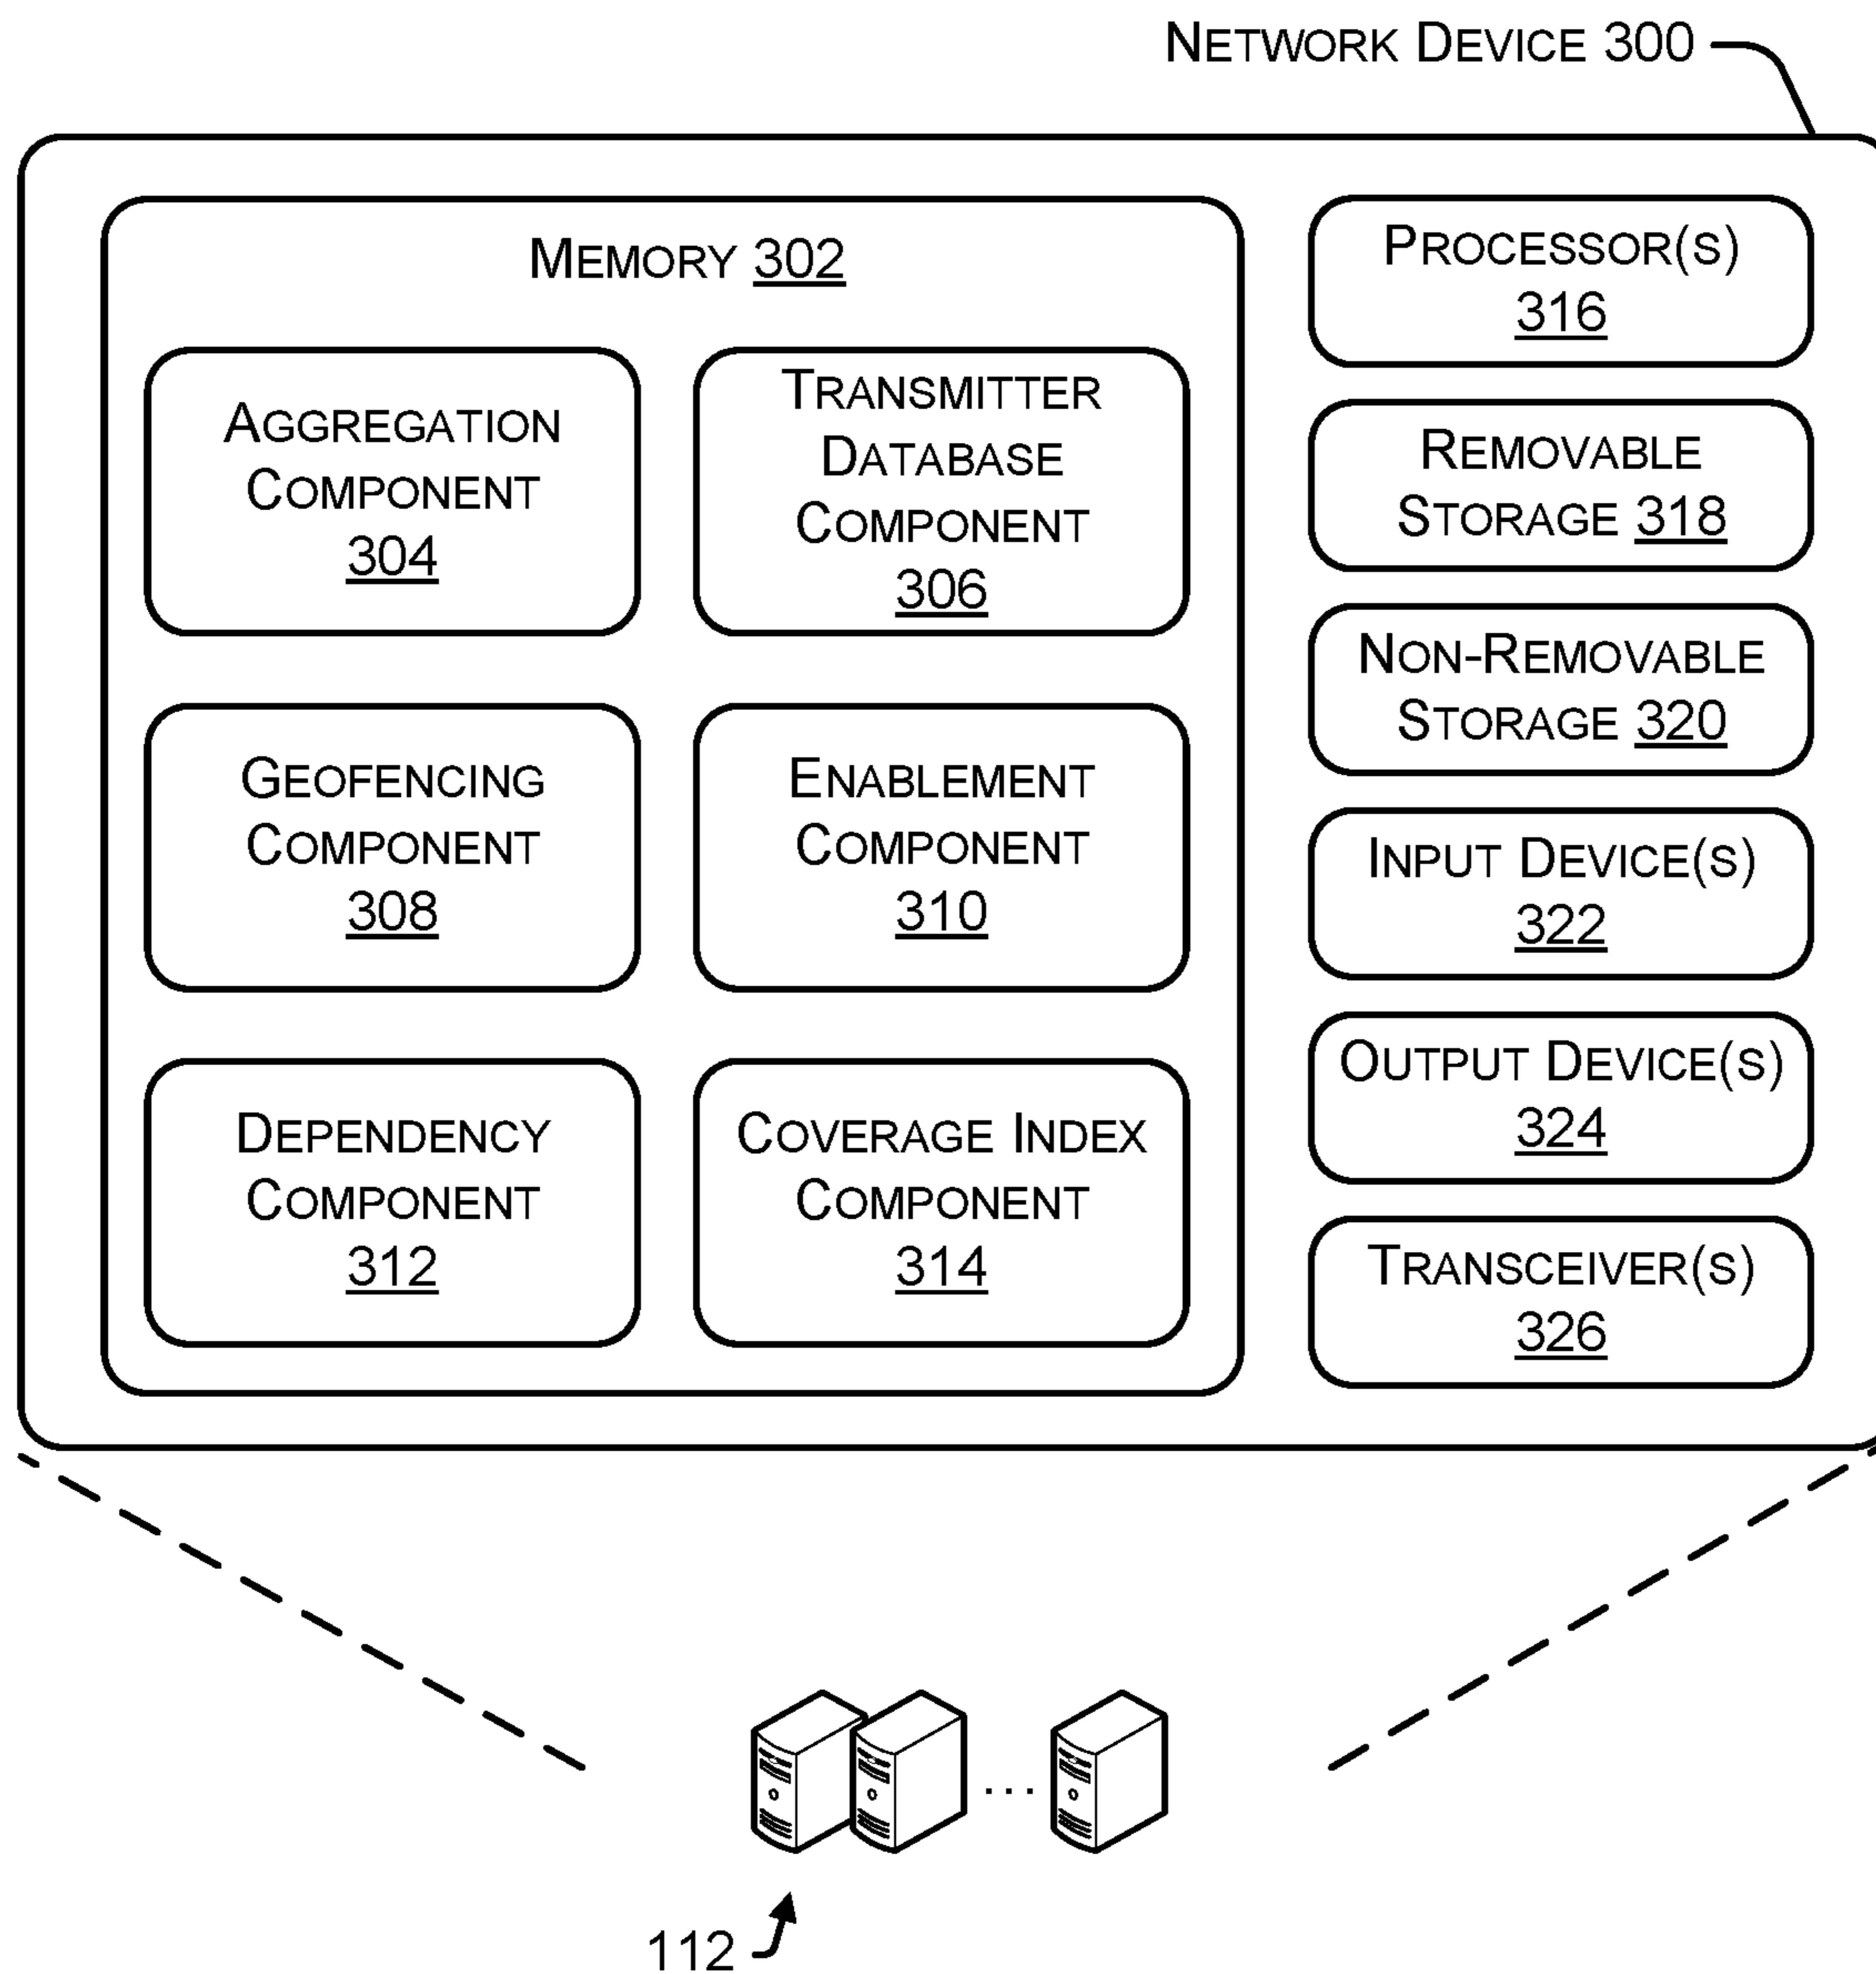 NETWORK DEVICE 300
MEMORY 302
AGGREGATION
COMPONENT
304
TRANSMITTER
DATABASE
COMPONENT
306
GEOFENCING
COMPONENT
308
ENABLEMENT
COMPONENT
310
DEPENDENCY
COMPONENT
312
COVERAGE INDEX
COMPONENT
314
PROCESSOR(S)
316
REMOVABLE
STORAGE 318
NON-REMOVABLE
STORAGE 320
INPUT DEVICE(S)
322
OUTPUT DEVICE(S)
324
TRANSCEIVER(S)
326
...
112